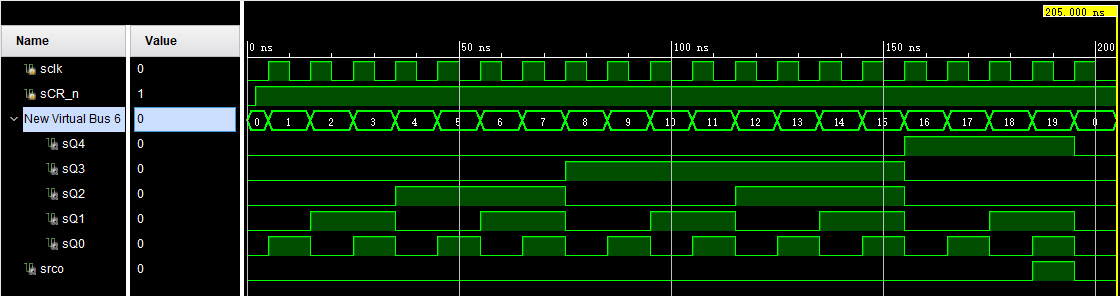 205.000 ns
Name Value
0 ns 50 ns 100 ns 150 ns 200
sclk 0
sCR_n 1
New Virtual Bus 6 0 0 1 2 3 4 5 6 7 8 9 10 11 12 13 14 15 16 17 18 19 0
sQ4 0
sQ3 0
sQ2 0
sQ1 0
sQ0 0
srco 0